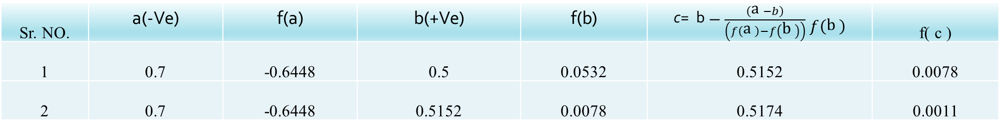 Sr. NO. a(-Ve) f(a) b(+Ve) f(b) c= b − (a −b)/(f(a)−f(b)) f(b) f( c )
1 0.7 -0.6448 0.5 0.0532 0.5152 0.0078
2 0.7 -0.6448 0.5152 0.0078 0.5174 0.0011